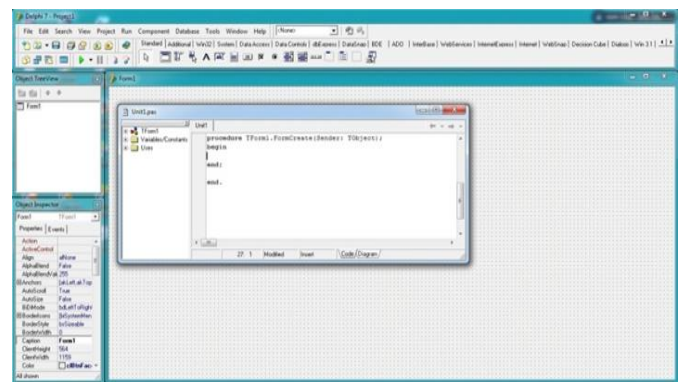 Delphi 7 - Project1
File Edit Search View Project Run Component Database Tools Window Help <None>
Standard Additional Win32 System Data Access Data Controls dbExpress DataSnap BDE ADO InterBase WebServices InternetExpress Internet WebSnap Decision Cube Dialogs Win 3.1
Object TreeView
Form1
Form1
Unit1.pas
TForm1
Variables/Constants
Uses
Unit1
procedure TForm1.FormCreate(Sender: TObject);
begin
end;
end.
27: 1 Modified Insert Code Diagram
Object Inspector
Form1 TForm1
Properties Events
Action
ActiveControl
Align alNone
AlphaBlend False
AlphaBlendVal 255
Anchors [akLeft,akTop
AutoScroll True
AutoSize False
BiDiMode bdLeftToRight
BorderIcons [biSystemMen
BorderStyle bsSizeable
BorderWidth 0
Caption Form1
ClientHeight 564
ClientWidth 1159
Color clBtnFac
All shown